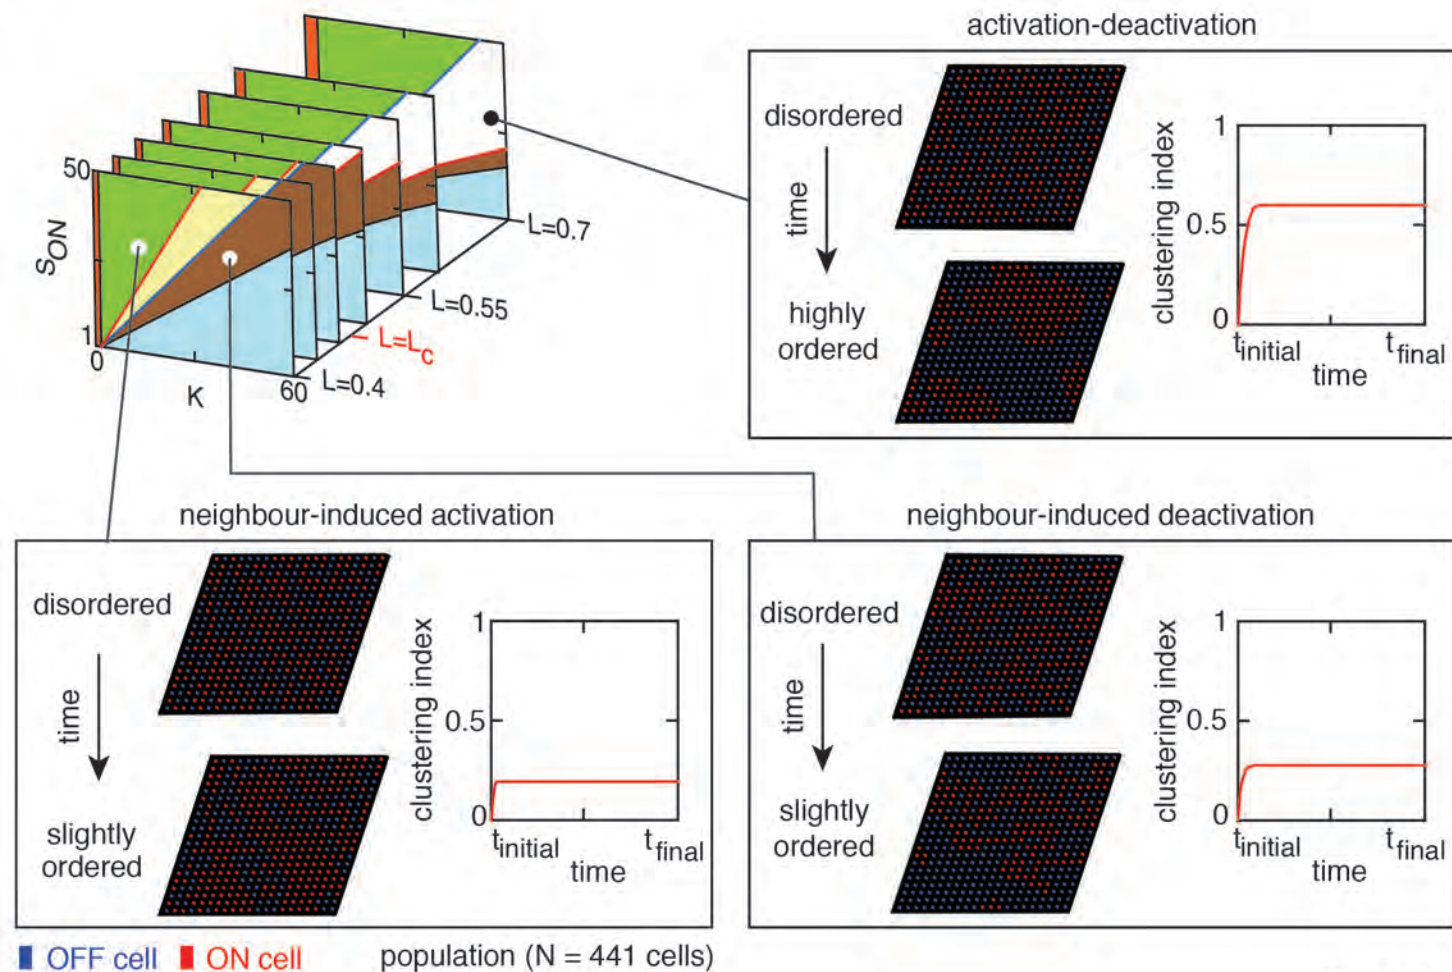 50
S_ON
1
0
K
60
L=0.4
L=L_c
L=0.55
L=0.7
activation-deactivation
disordered
time
highly
ordered
clustering index
1
0.5
0
t_initial
t_final
time
neighbour-induced activation
disordered
time
slightly
ordered
clustering index
1
0.5
0
t_initial
t_final
time
neighbour-induced deactivation
disordered
time
slightly
ordered
clustering index
1
0.5
0
t_initial
t_final
time
OFF cell ON cell population (N = 441 cells)